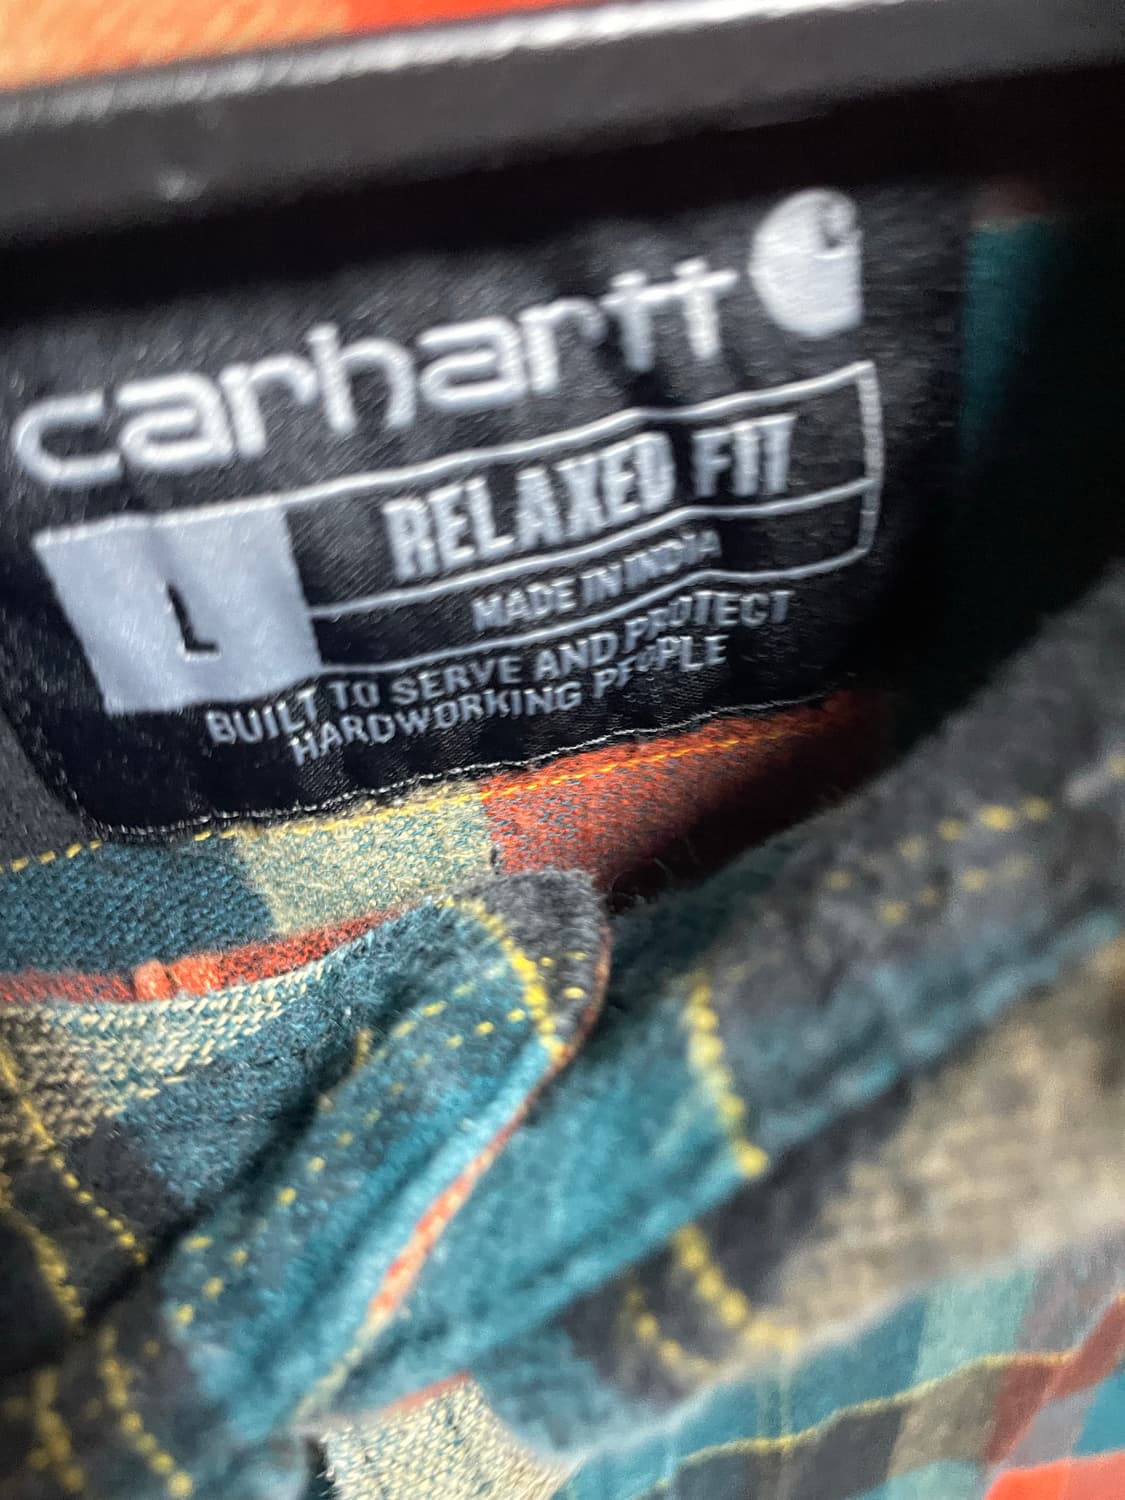 carhartt
L RELAXED FIT
MADE IN INDIA
BUILT TO SERVE AND PROTECT
HARDWORKING PEOPLE